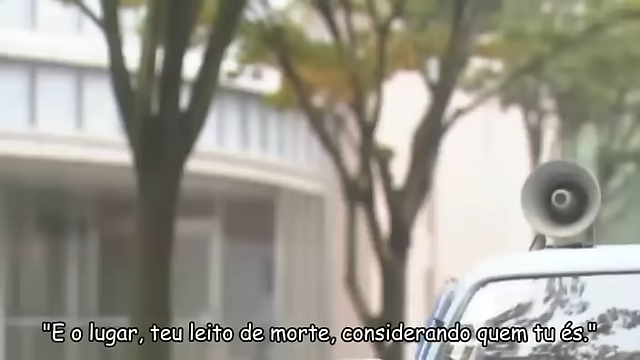 "E o lugar, teu leito de morte, considerando quem tu és."